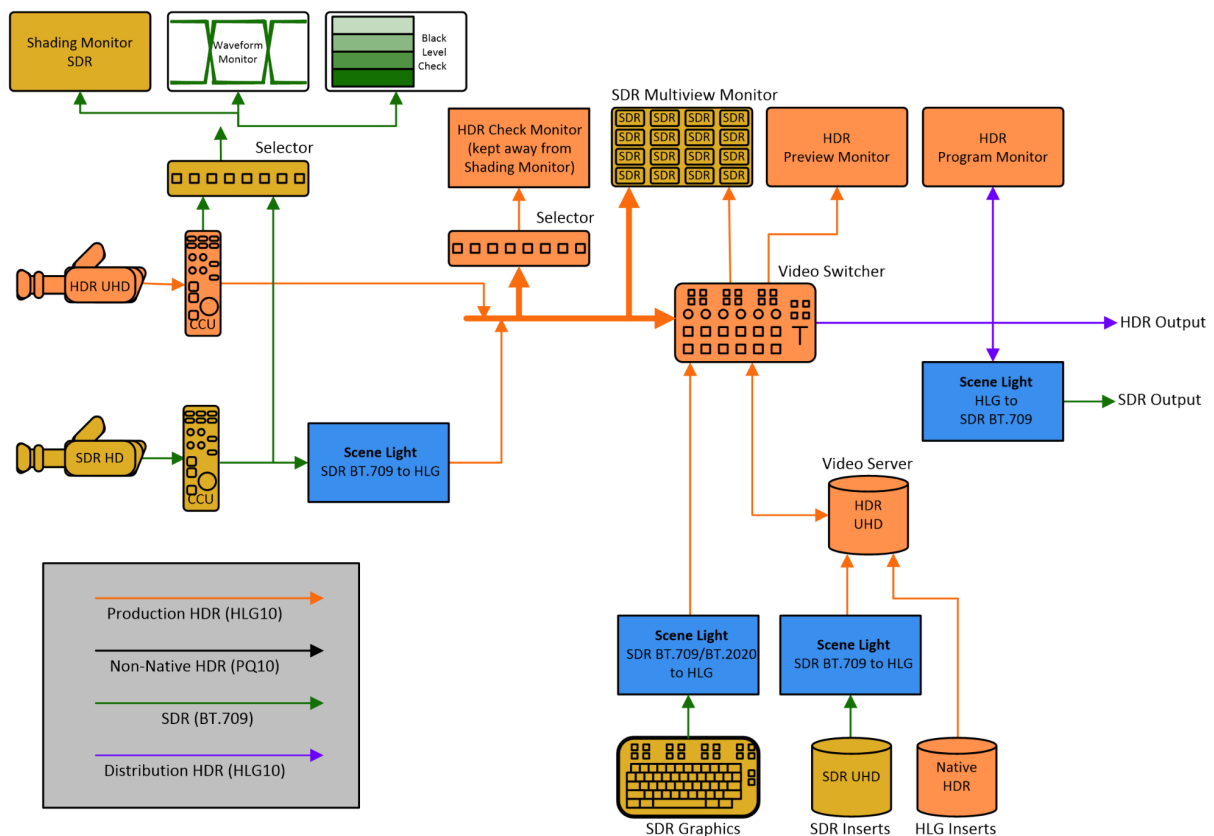 Shading Monitor
SDR
Waveform
Monitor
Black
Level
Check
Selector
HDR Check Monitor
(kept away from
Shading Monitor)
Selector
SDR Multiview Monitor
SDR SDR SDR SDR
SDR SDR SDR SDR
SDR SDR SDR SDR
SDR SDR SDR SDR
HDR
Preview Monitor
HDR
Program Monitor
HDR UHD
CCU
Video Switcher
HDR Output
Scene Light
HLG to
SDR BT.709
SDR Output
SDR HD
CCU
Scene Light
SDR BT.709 to HLG
Video Server
HDR
UHD
Production HDR (HLG10)
Non-Native HDR (PQ10)
SDR (BT.709)
Distribution HDR (HLG10)
Scene Light
SDR BT.709/BT.2020
to HLG
Scene Light
SDR BT.709 to HLG
SDR UHD
Native
HDR
SDR Graphics
SDR Inserts
HLG Inserts